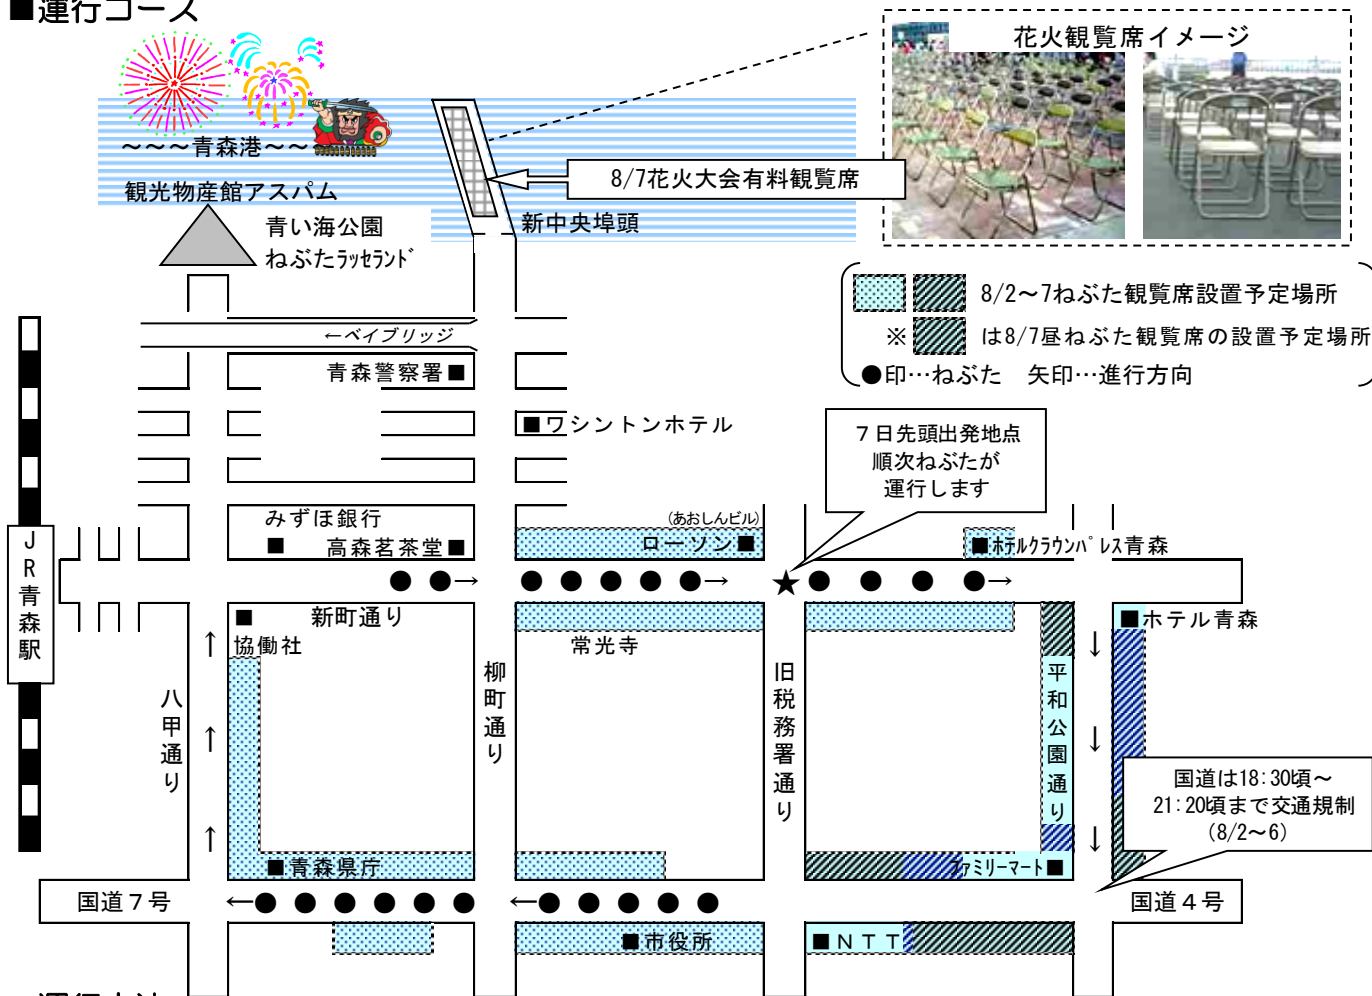 ■運行コース
花火観覧席イメージ
～～～青森港～～
8/7花火大会有料観覧席
観光物産館アスパム
青い海公園
ねぶたﾗｯｾﾗﾝﾄﾞ
新中央埠頭
8/2～7ねぶた観覧席設置予定場所
※ は8/7昼ねぶた観覧席の設置予定場所
●印…ねぶた　矢印…進行方向
←ベイブリッジ
青森警察署■
■ワシントンホテル
７日先頭出発地点
順次ねぶたが
運行します
みずほ銀行
■ 高森茗茶堂■
(あおしんビル)
ローソン■
■ﾎﾃﾙｸﾗｳﾝﾊﾟﾚｽ青森
ＪＲ青森駅
●●→ ●●●●●→ ★●●●●→
■ 新町通り
協働社
常光寺
■ホテル青森
八甲通り
柳町通り
旧税務署通り
平和公園通り
国道は18:30頃～
21:20頃まで交通規制
(8/2～6)
■青森県庁
ﾌｧﾐﾘｰﾏｰﾄ■
国道７号
←●●●●●● ←●●●●●
国道４号
■市役所
■ＮＴＴ